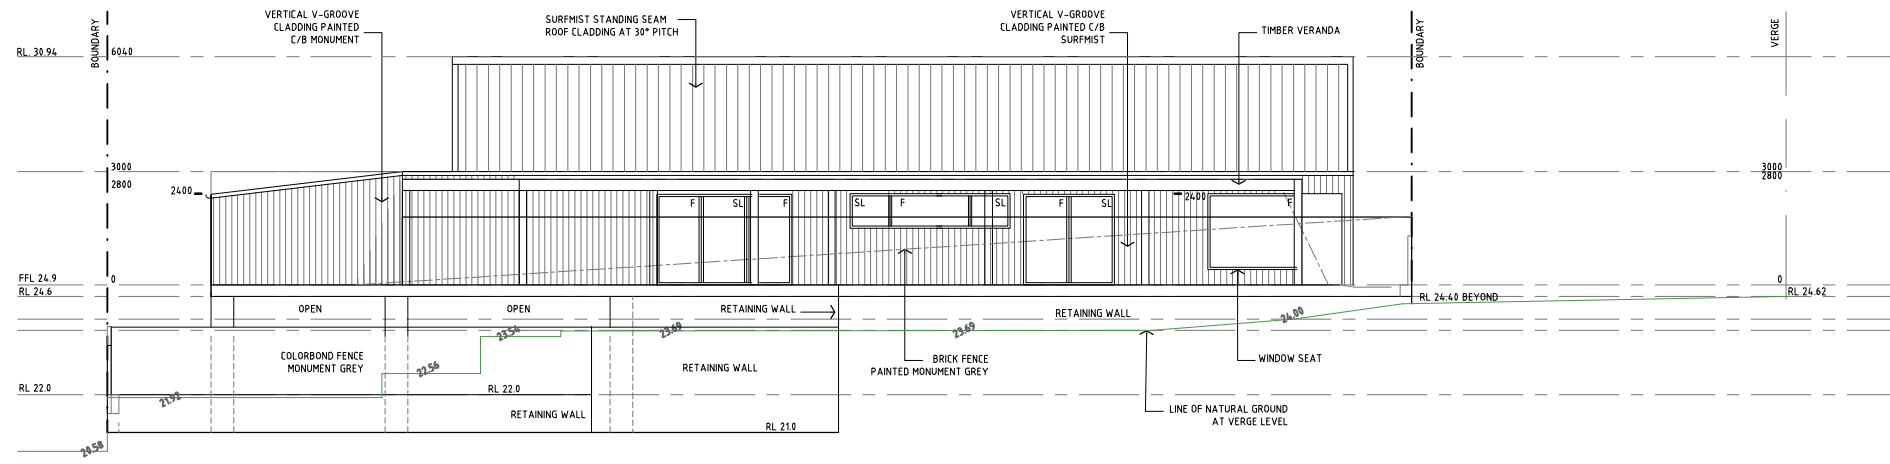 VERTICAL V-GROOVE
CLADDING PAINTED
C/B MONUMENT
SURFMIST STANDING SEAM
ROOF CLADDING AT 30° PITCH
VERTICAL V-GROOVE
CLADDING PAINTED C/B
SURFMIST
TIMBER VERANDA
BOUNDARY
BOUNDARY
VERGE
RL. 30.94
6040
3000
2800
3000
2800
2400
2400
F
SL
F
SL
F
SL
F
SL
F
FFL 24.9
0
0
RL 24.6
RL 24.62
RL 24.40 BEYOND
OPEN
OPEN
RETAINING WALL
RETAINING WALL
24.00
23.54
23.69
23.69
COLORBOND FENCE
MONUMENT GREY
22.56
RETAINING WALL
BRICK FENCE
PAINTED MONUMENT GREY
WINDOW SEAT
RL 22.0
RL 22.0
21.92
RETAINING WALL
LINE OF NATURAL GROUND
AT VERGE LEVEL
RL 21.0
20.58